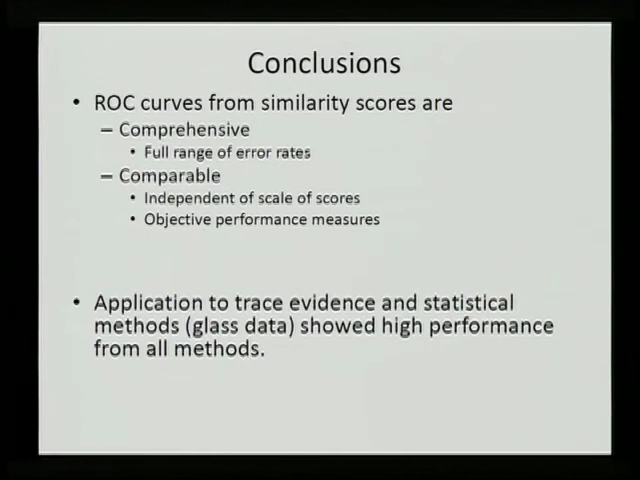 Conclusions
• ROC curves from similarity scores are
– Comprehensive
• Full range of error rates
– Comparable
• Independent of scale of scores
• Objective performance measures
• Application to trace evidence and statistical
methods (glass data) showed high performance
from all methods.